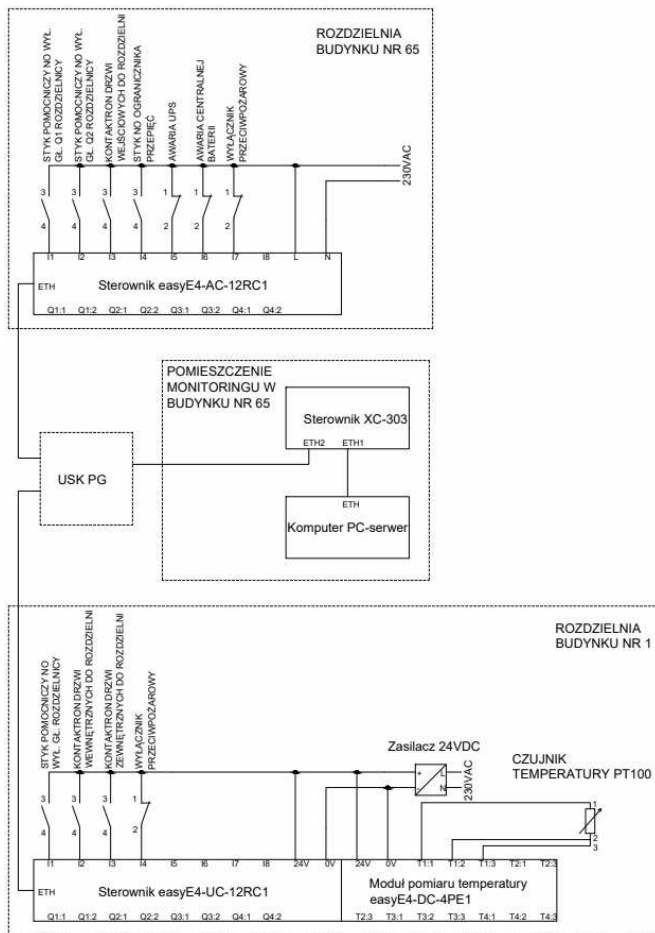 ROZDZIELNIA
BUDYNKU NR 65
STYK POMOCNICZY NO WYŁ.
GŁ. Q1 ROZDZIELNICY
STYK POMOCNICZY NO WYŁ.
GŁ. Q2 ROZDZIELNICY
KONTAKTRON DRZWI
WEJŚCIOWYCH DO ROZDZIELNI
STYK NO OGRANICZNIKA
PRZEPIĘĆ
AWARIA UPS
AWARIA CENTRALNEJ
BATERII
WYŁĄCZNIK
PRZECIWPOŻAROWY
230VAC
3 3 3 3 1 1 1
4 4 4 4 2 2 2
I1 I2 I3 I4 I5 I6 I7 I8 L N
ETH
Sterownik easyE4-AC-12RC1
Q1:1 Q1:2 Q2:1 Q2:2 Q3:1 Q3:2 Q4:1 Q4:2
POMIESZCZENIE
MONITORINGU W
BUDYNKU NR 65
Sterownik XC-303
ETH2 ETH1
USK PG
ETH
Komputer PC-serwer
ROZDZIELNIA
BUDYNKU NR 1
STYK POMOCNICZY NO
WYŁ. GŁ. ROZDZIELNICY
KONTAKTRON DRZWI
WEWNĘTRZNYCH DO ROZDZIELNI
KONTAKTRON DRZWI
ZEWNĘTRZNYCH DO ROZDZIELNI
WYŁĄCZNIK
PRZECIWPOŻAROWY
Zasilacz 24VDC
+ L
- N
230VAC
CZUJNIK
TEMPERATURY PT100
3 3 3 1
4 4 4 2
1
2
3
I1 I2 I3 I4 I5 I6 I7 I8 24V 0V 24V 0V T1:1 T1:2 T1:3 T2:1 T2:3
ETH
Sterownik easyE4-UC-12RC1
Moduł pomiaru temperatury
easyE4-DC-4PE1
Q1:1 Q1:2 Q2:1 Q2:2 Q3:1 Q3:2 Q4:1 Q4:2 T2:3 T3:1 T3:2 T3:3 T4:1 T4:2 T4:3